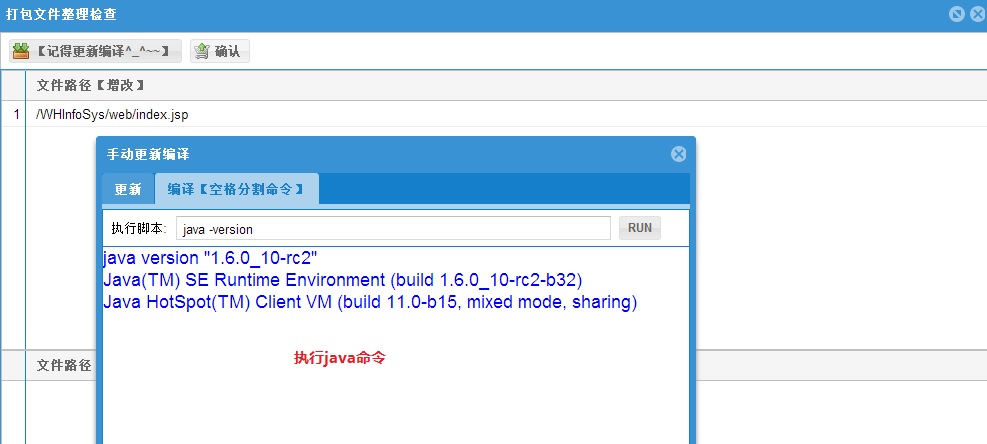 打包文件整理检查
【记得更新编译^_^~~】 确认
文件路径【增改】
1 /WHInfoSys/web/index.jsp
手动更新编译
更新 编译【空格分割命令】
执行脚本: java -version RUN
java version "1.6.0_10-rc2"
Java(TM) SE Runtime Environment (build 1.6.0_10-rc2-b32)
Java HotSpot(TM) Client VM (build 11.0-b15, mixed mode, sharing)
执行java命令
文件路径